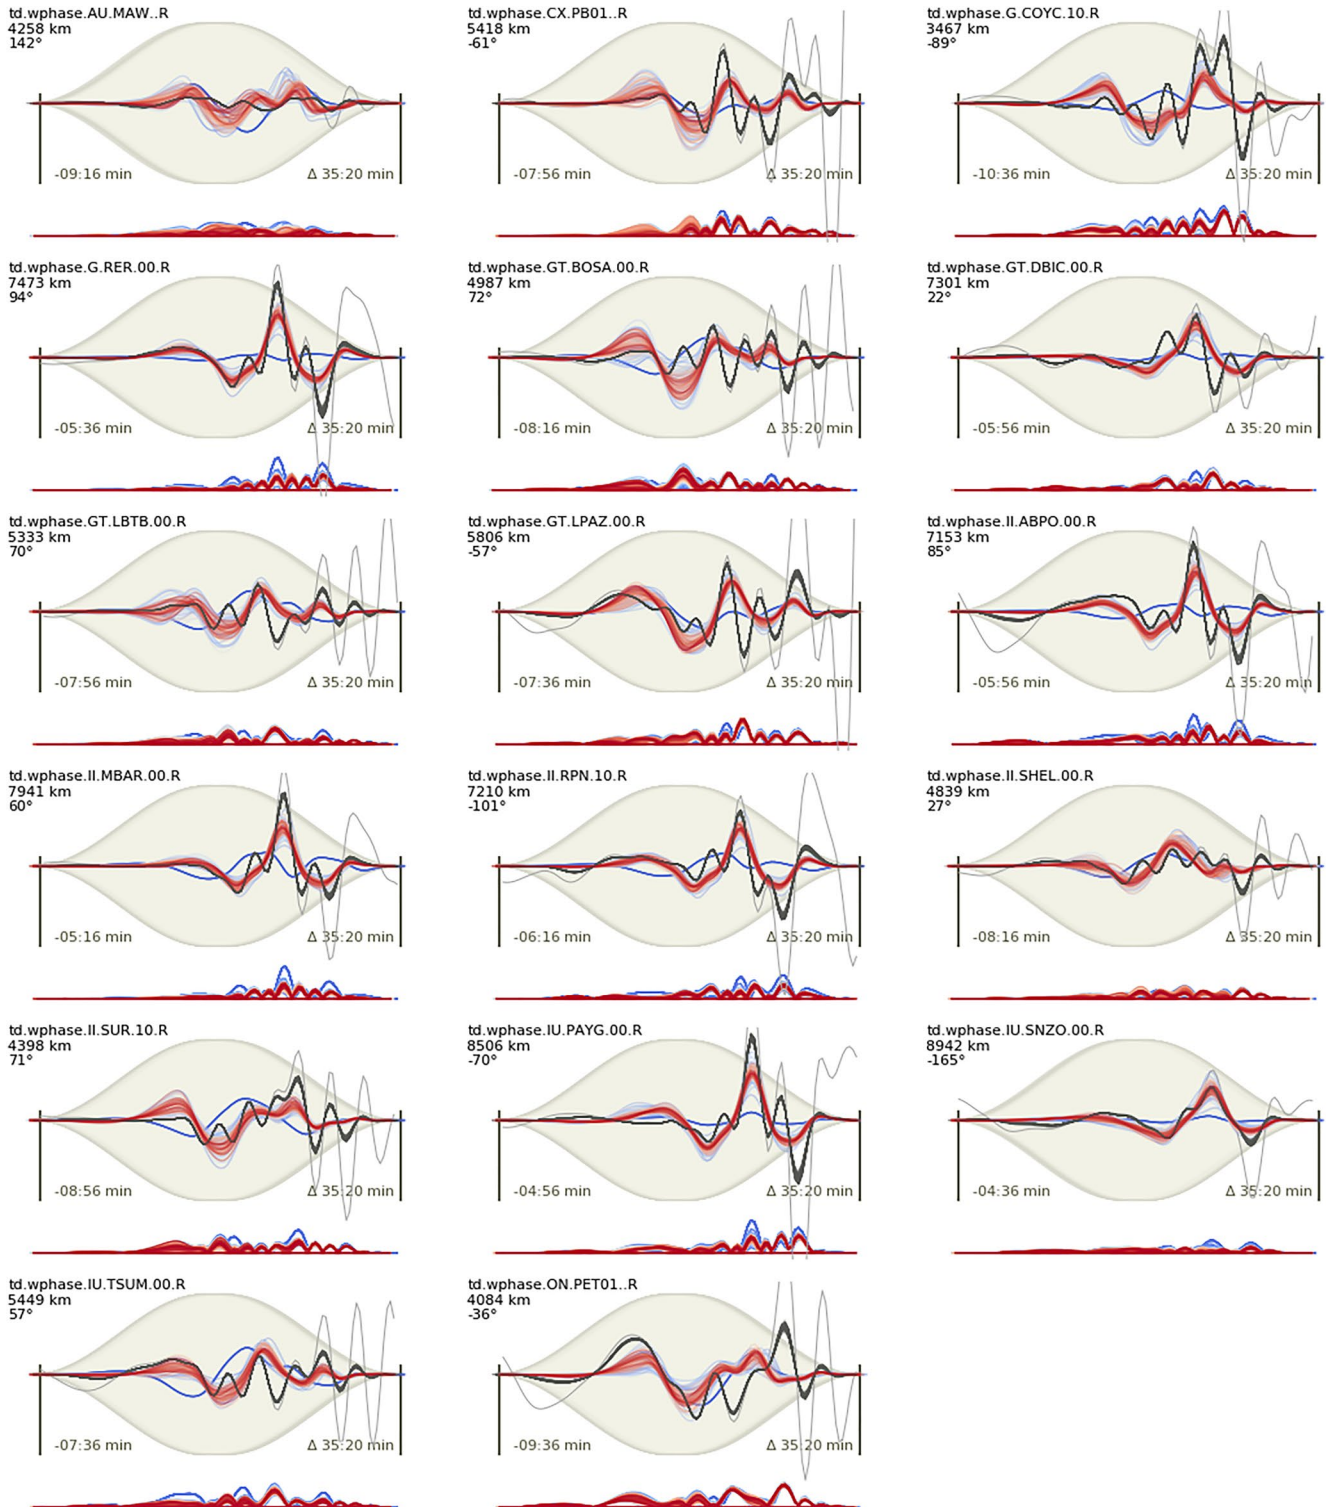 td.wphase.AU.MAW..R
4258 km
142°
-09:16 min
Δ 35:20 min
td.wphase.CX.PB01..R
5418 km
-61°
-07:56 min
Δ 35:20 min
td.wphase.G.COYC.10.R
3467 km
-89°
-10:36 min
Δ 35:20 min
td.wphase.G.RER.00.R
7473 km
94°
-05:36 min
Δ 35:20 min
td.wphase.GT.BOSA.00.R
4987 km
72°
-08:16 min
Δ 35:20 min
td.wphase.GT.DBIC.00.R
7301 km
22°
-05:56 min
Δ 35:20 min
td.wphase.GT.LBTB.00.R
5333 km
70°
-07:56 min
Δ 35:20 min
td.wphase.GT.LPAZ.00.R
5806 km
-57°
-07:36 min
Δ 35:20 min
td.wphase.II.ABPO.00.R
7153 km
85°
-05:56 min
Δ 35:20 min
td.wphase.II.MBAR.00.R
7941 km
60°
-05:16 min
Δ 35:20 min
td.wphase.II.RPN.10.R
7210 km
-101°
-06:16 min
Δ 35:20 min
td.wphase.II.SHEL.00.R
4839 km
27°
-08:16 min
Δ 35:20 min
td.wphase.II.SUR.10.R
4398 km
71°
-08:56 min
Δ 35:20 min
td.wphase.IU.PAYG.00.R
8506 km
-70°
-04:56 min
Δ 35:20 min
td.wphase.IU.SNZO.00.R
8942 km
-165°
-04:36 min
Δ 35:20 min
td.wphase.IU.TSUM.00.R
5449 km
57°
-07:36 min
Δ 35:20 min
td.wphase.ON.PET01..R
4084 km
-36°
-09:36 min
Δ 35:20 min